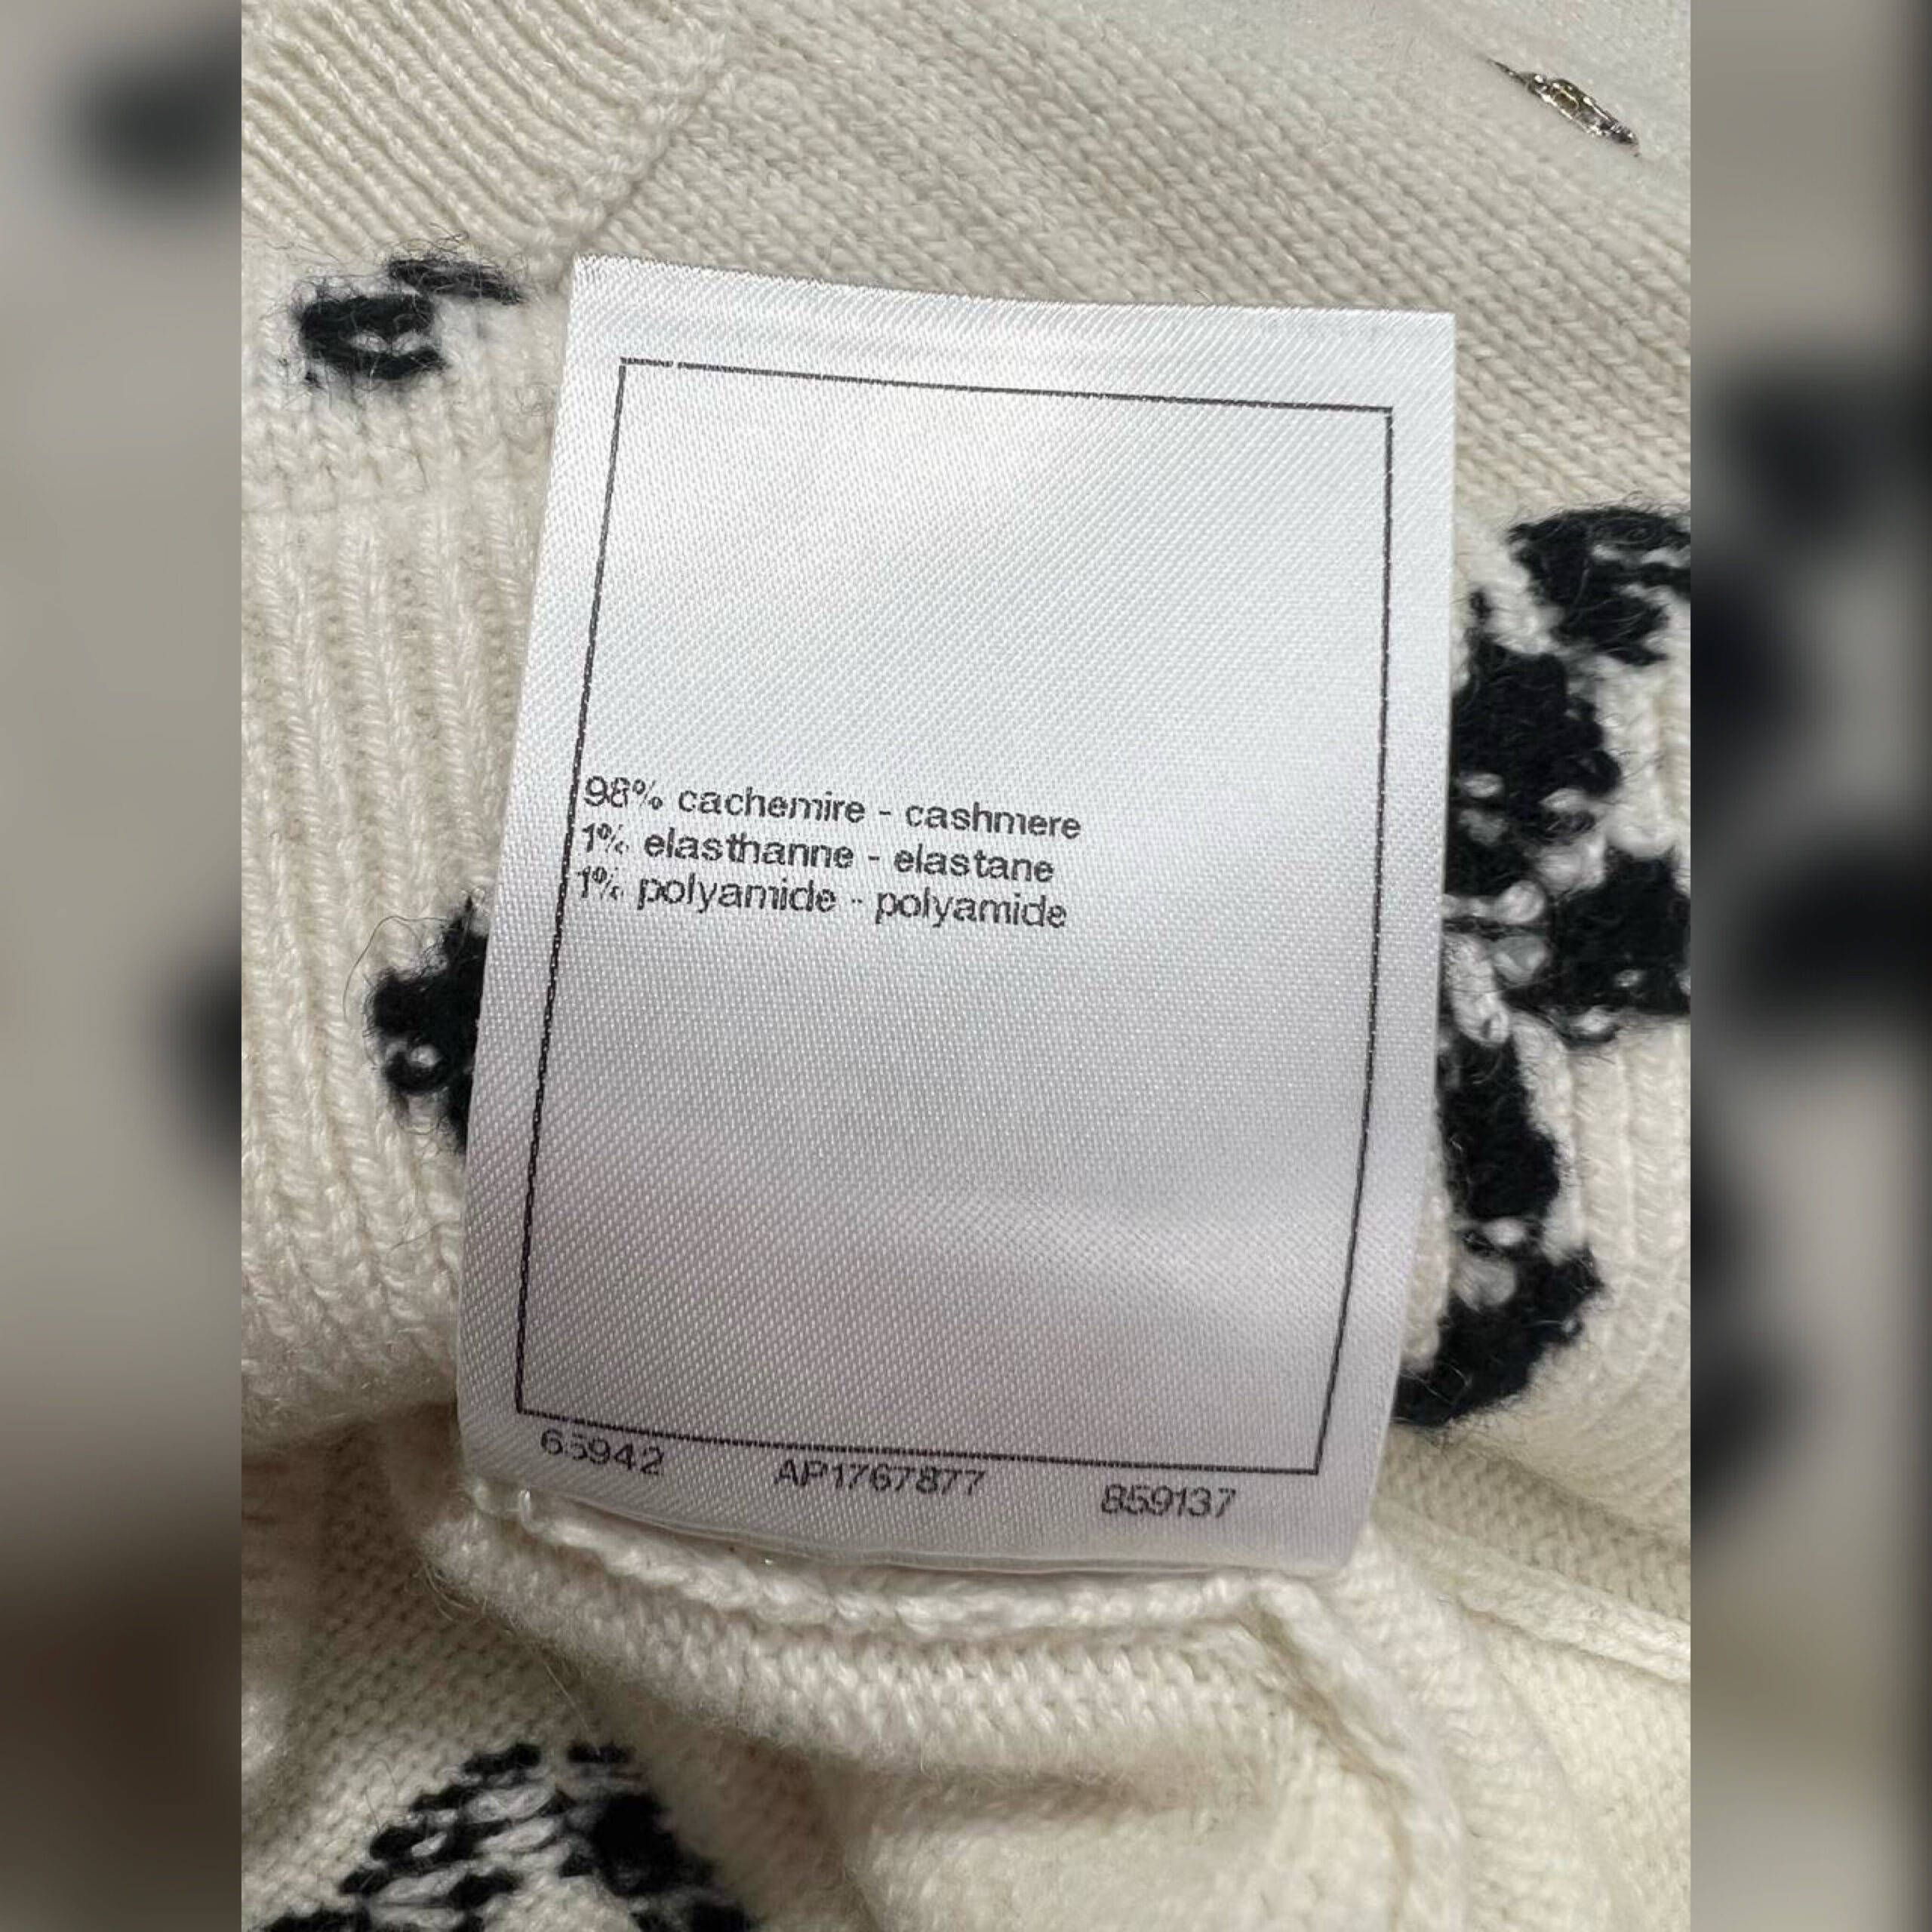 98% cachemire - cashmere
1% elasthanne - elastane
1% polyamide - polyamide
65942 AP1767877 859137